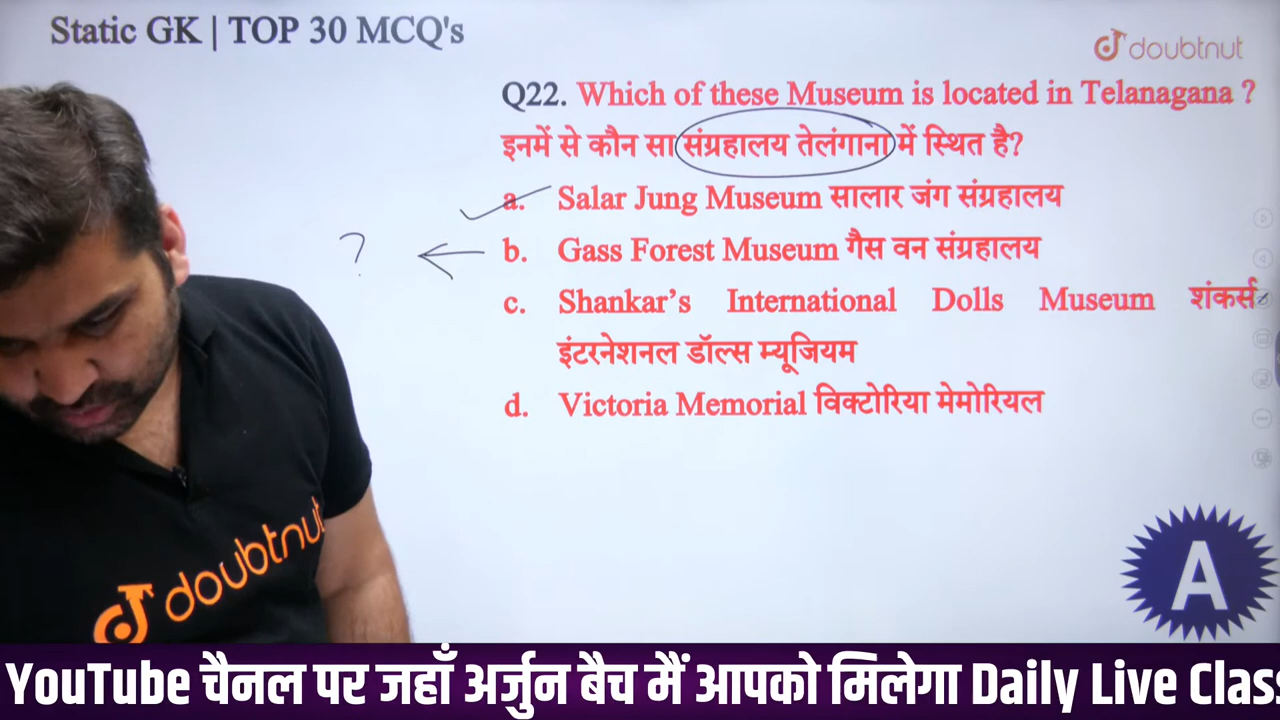 Static GK | TOP 30 MCQ's
doubtnut
Q22. Which of these Museum is located in Telanagana ?
इनमें से कौन सा संग्रहालय तेलंगाना में स्थित है?
a. Salar Jung Museum सालार जंग संग्रहालय
?
b. Gass Forest Museum गैस वन संग्रहालय
c. Shankar’s International Dolls Museum शंकर्स
इंटरनेशनल डॉल्स म्यूजियम
d. Victoria Memorial विक्टोरिया मेमोरियल
doubtnut
A
YouTube चैनल पर जहाँ अर्जुन बैच मैं आपको मिलेगा Daily Live Class